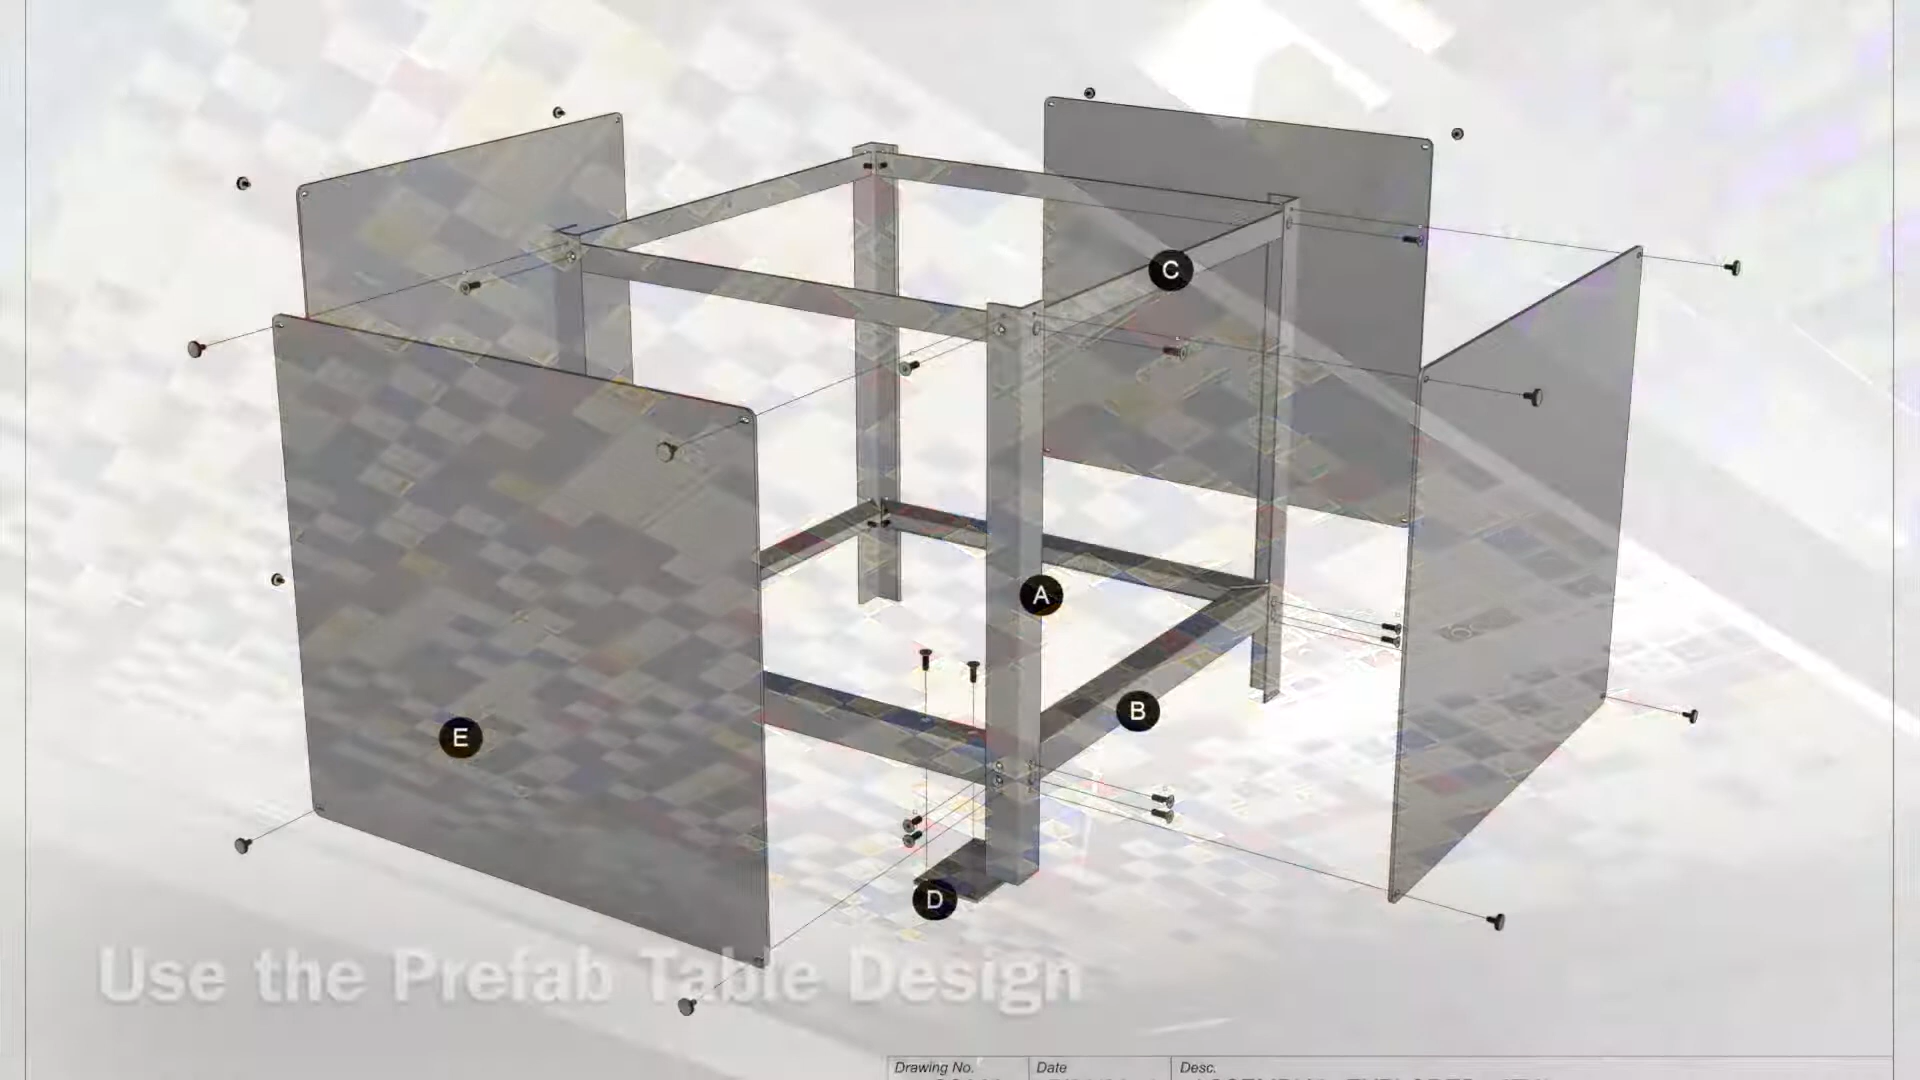 C
A
B
E
D
Use the Prefab Table Design
Drawing No. Date Desc.